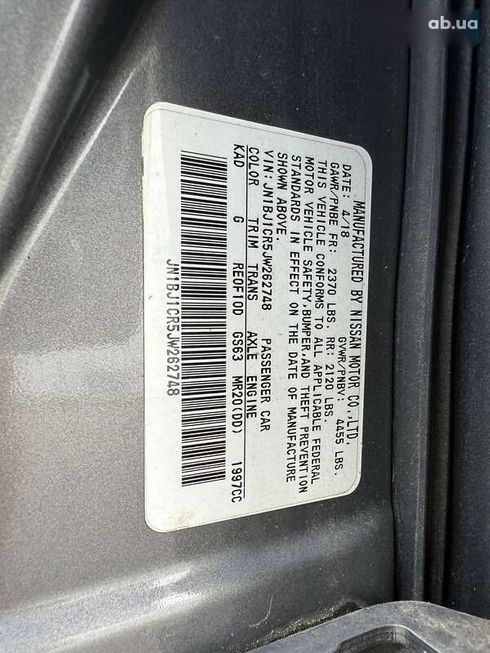 ab.ua
MANUFACTURED BY NISSAN MOTOR CO.,LTD.
4/18 GVWR/PNBV: 4455 LBS.
GAWR/PNBE FR: 2370 LBS. RR: 2120 LBS.
THIS VEHICLE CONFORMS TO ALL APPLICABLE FEDERAL
MOTOR VEHICLE SAFETY,BUMPER,AND THEFT PREVENTION
STANDARDS IN EFFECT ON THE DATE OF MANUFACTURE
SHOWN ABOVE.
VIN:JN1BJ1CR5JW262748 PASSENGER CAR
COLOR TRIM TRANS AXLE ENGINE
KAD G RE0F10D GS63 MR20(DD) 1997CC
JN1BJ1CR5JW262748